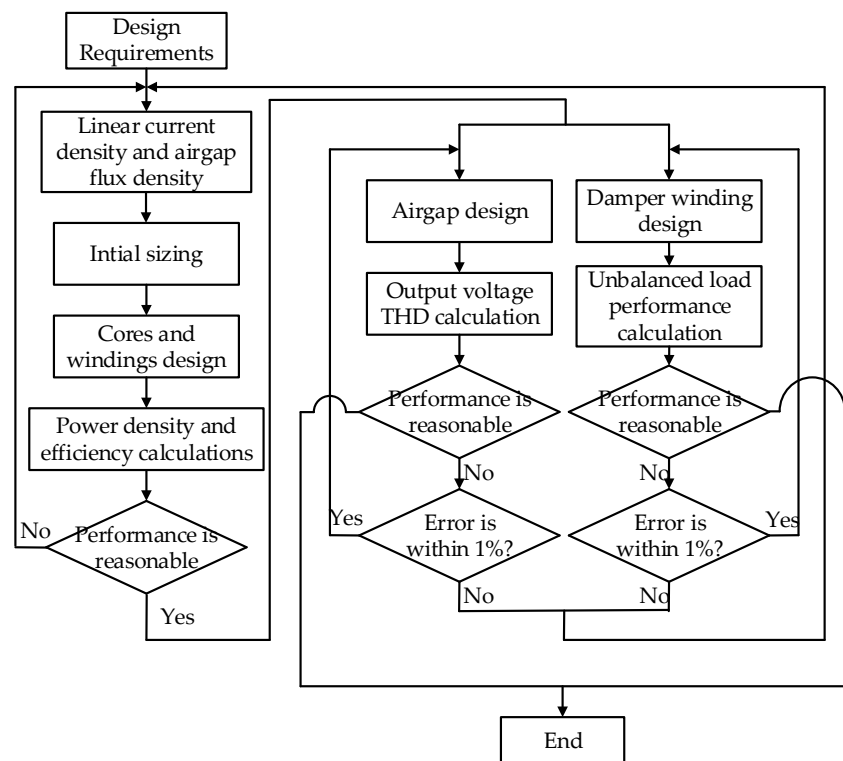 Design
Requirements
Linear current
density and airgap
flux density
Intial sizing
Cores and
windings design
Power density and
efficiency calculations
No
Performance is
reasonable
Yes
Airgap design
Output voltage
THD calculation
Performance is
reasonable
No
Yes
Error is
within 1%?
No
Damper winding
design
Unbalanced load
performance
calculation
Performance is
reasonable
No
Error is
within 1%?
Yes
No
End